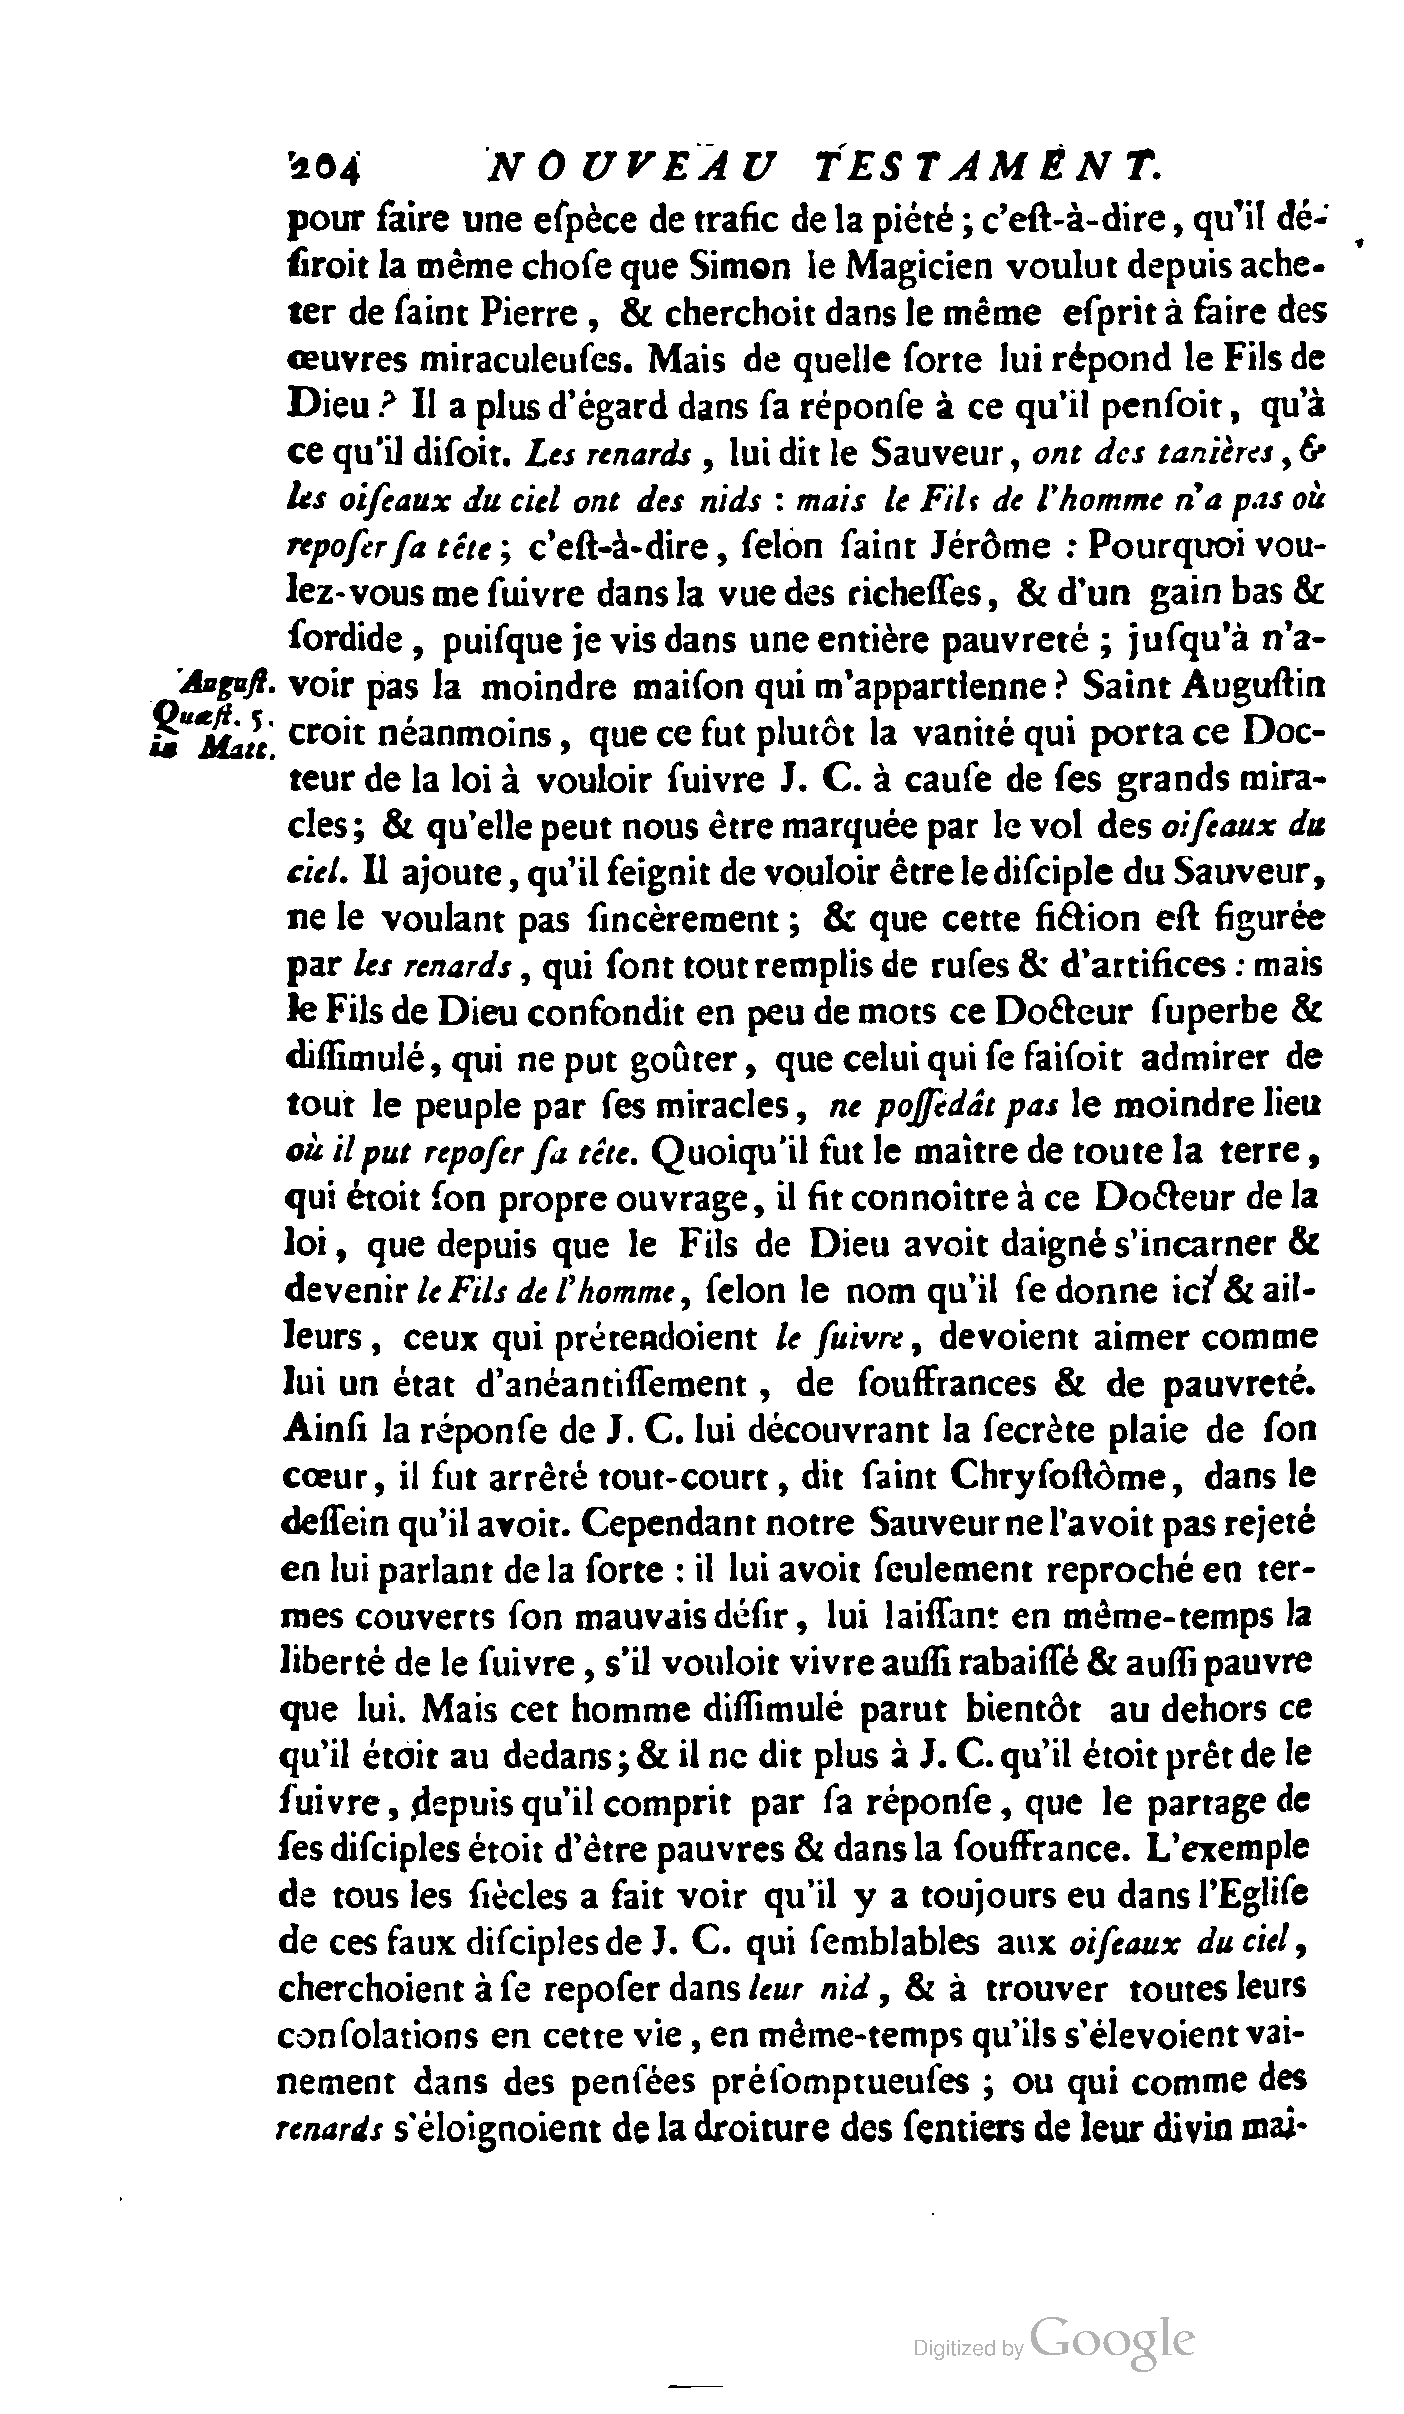 204 NOUVEAU TESTAMENT.
pour faire une eſpèce de trafic de la piété ; c'eſt-à-dire, qu'il dé-
ſiroit la même choſe que Simon le Magicien voulut depuis ache-
ter de ſaint Pierre, & cherchoit dans le même eſprit à faire des
œuvres miraculeuſes. Mais de quelle ſorte lui répond le Fils de
Dieu ? Il a plus d'égard dans ſa réponſe à ce qu'il penſoit, qu'à
ce qu'il diſoit. Les renards, lui dit le Sauveur, ont des tanières, &
les oiſeaux du ciel ont des nids : mais le Fils de l'homme n'a pas où
repoſer ſa tête ; c'eſt-à-dire, ſelon ſaint Jérôme : Pourquoi vou-
lez-vous me ſuivre dans la vue des richeſſes, & d'un gain bas &
ſordide, puiſque je vis dans une entière pauvreté ; juſqu'à n'a-
Auguſt. voir pas la moindre maiſon qui m'appartienne ? Saint Auguſtin
Quæſt. 5. croit néanmoins, que ce fut plutôt la vanité qui porta ce Doc-
in Matt.
teur de la loi à vouloir ſuivre J. C. à cauſe de ſes grands mira-
cles ; & qu'elle peut nous être marquée par le vol des oiſeaux du
ciel. Il ajoute, qu'il feignit de vouloir être le diſciple du Sauveur,
ne le voulant pas ſincèrement ; & que cette fiction eſt figurée
par les renards, qui ſont tout remplis de ruſes & d'artifices : mais
le Fils de Dieu confondit en peu de mots ce Docteur ſuperbe &
diſſimulé, qui ne put goûter, que celui qui ſe faiſoit admirer de
tout le peuple par ſes miracles, ne poſſédât pas le moindre lieu
où il put repoſer ſa tête. Quoiqu'il fut le maître de toute la terre,
qui étoit ſon propre ouvrage, il fit connoître à ce Docteur de la
loi, que depuis que le Fils de Dieu avoit daigné s'incarner &
devenir le Fils de l'homme, ſelon le nom qu'il ſe donne ici & ail-
leurs, ceux qui prétendoient le ſuivre, devoient aimer comme
lui un état d'anéantiſſement, de ſouffrances & de pauvreté.
Ainſi la réponſe de J. C. lui découvrant la ſecrète plaie de ſon
cœur, il fut arrêté tout-court, dit ſaint Chryſoſtôme, dans le
deſſein qu'il avoit. Cependant notre Sauveur ne l'avoit pas rejeté
en lui parlant de la ſorte : il lui avoit ſeulement reproché en ter-
mes couverts ſon mauvais déſir, lui laiſſant en même-temps la
liberté de le ſuivre, s'il vouloit vivre auſſi rabaiſſé & auſſi pauvre
que lui. Mais cet homme diſſimulé parut bientôt au dehors ce
qu'il étoit au dedans ; & il ne dit plus à J. C. qu'il étoit prêt de le
ſuivre, depuis qu'il comprit par ſa réponſe, que le partage de
ſes diſciples étoit d'être pauvres & dans la ſouffrance. L'exemple
de tous les ſiècles a fait voir qu'il y a toujours eu dans l'Egliſe
de ces faux diſciples de J. C. qui ſemblables aux oiſeaux du ciel,
cherchoient à ſe repoſer dans leur nid, & à trouver toutes leurs
conſolations en cette vie, en même-temps qu'ils s'élevoient vai-
nement dans des penſées préſomptueuſes ; ou qui comme des
renards s'éloignoient de la droiture des ſentiers de leur divin maî-
Digitized by Google